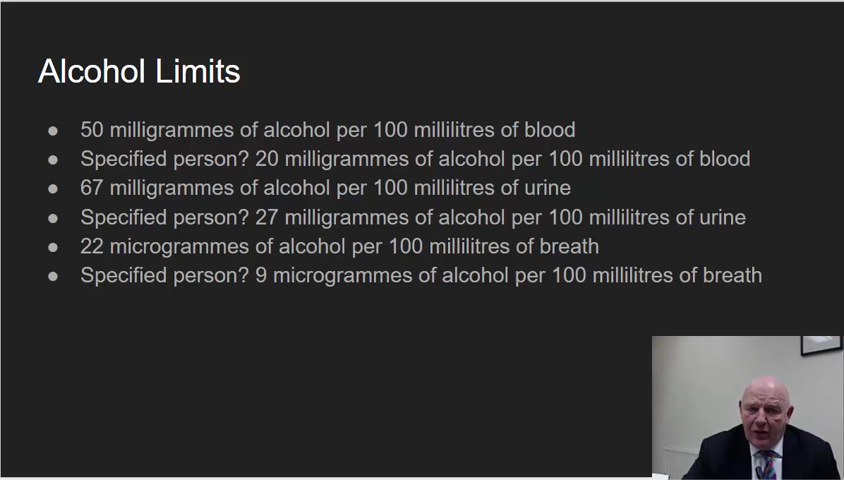 Alcohol Limits
● 50 milligrammes of alcohol per 100 millilitres of blood
● Specified person? 20 milligrammes of alcohol per 100 millilitres of blood
● 67 milligrammes of alcohol per 100 millilitres of urine
● Specified person? 27 milligrammes of alcohol per 100 millilitres of urine
● 22 microgrammes of alcohol per 100 millilitres of breath
● Specified person? 9 microgrammes of alcohol per 100 millilitres of breath